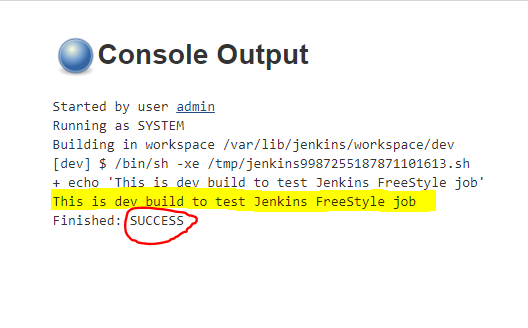 Console Output
Started by user admin
Running as SYSTEM
Building in workspace /var/lib/jenkins/workspace/dev
[dev] $ /bin/sh -xe /tmp/jenkins9987255187871101613.sh
+ echo 'This is dev build to test Jenkins FreeStyle job'
This is dev build to test Jenkins FreeStyle job
Finished: SUCCESS